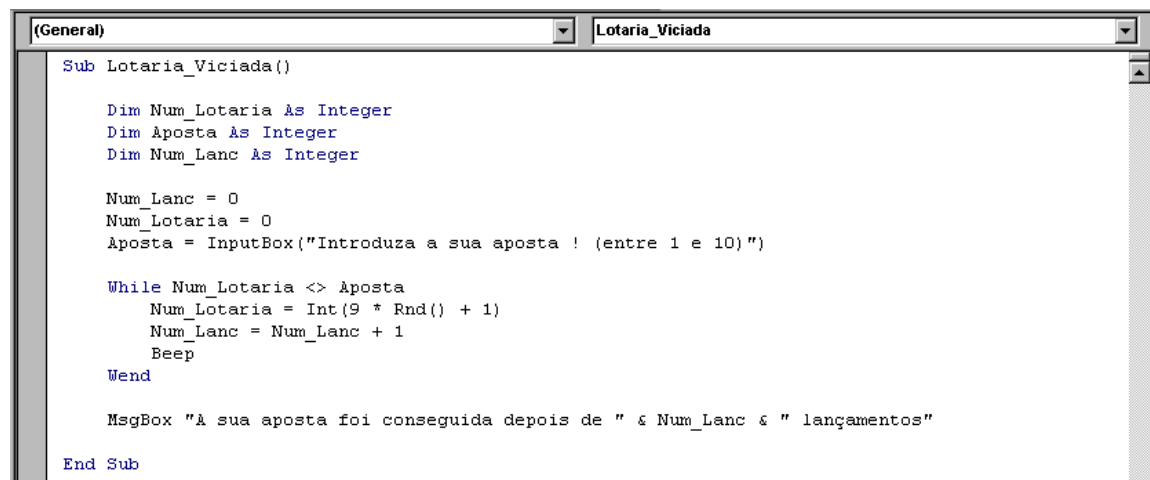 (General) Lotaria_Viciada
Sub Lotaria_Viciada()
Dim Num_Lotaria As Integer
Dim Aposta As Integer
Dim Num_Lanc As Integer
Num_Lanc = 0
Num_Lotaria = 0
Aposta = InputBox("Introduza a sua aposta ! (entre 1 e 10)")
While Num_Lotaria <> Aposta
Num_Lotaria = Int(9 * Rnd() + 1)
Num_Lanc = Num_Lanc + 1
Beep
Wend
MsgBox "A sua aposta foi conseguida depois de " & Num_Lanc & " lançamentos"
End Sub